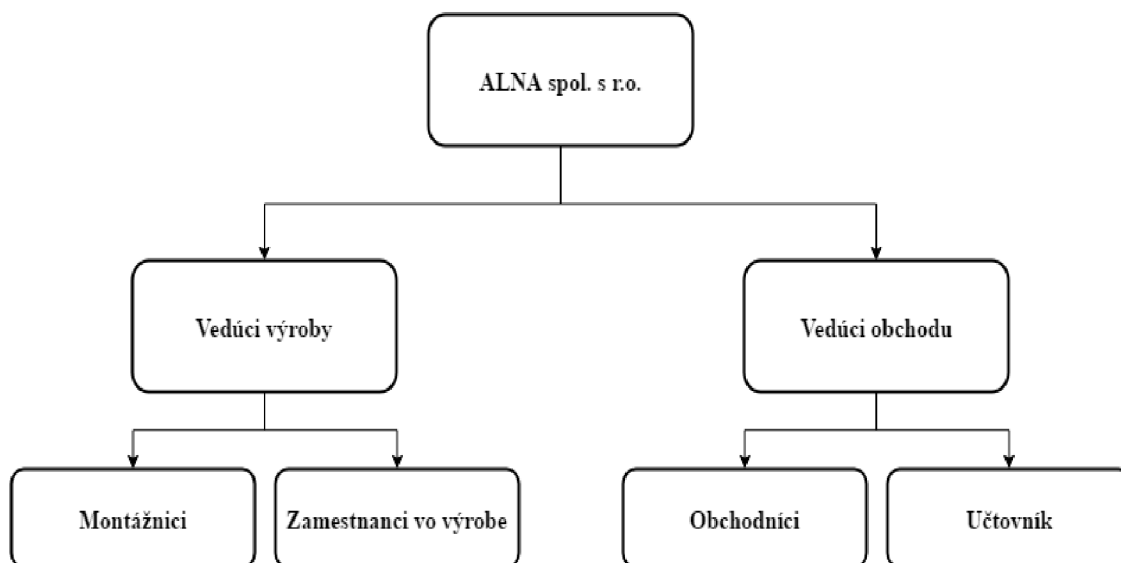 ALNA spol. s r.o.
Vedúci výroby
Vedúci obchodu
Montážnici
Zamestnanci vo výrobe
Obchodníci
Učtovník